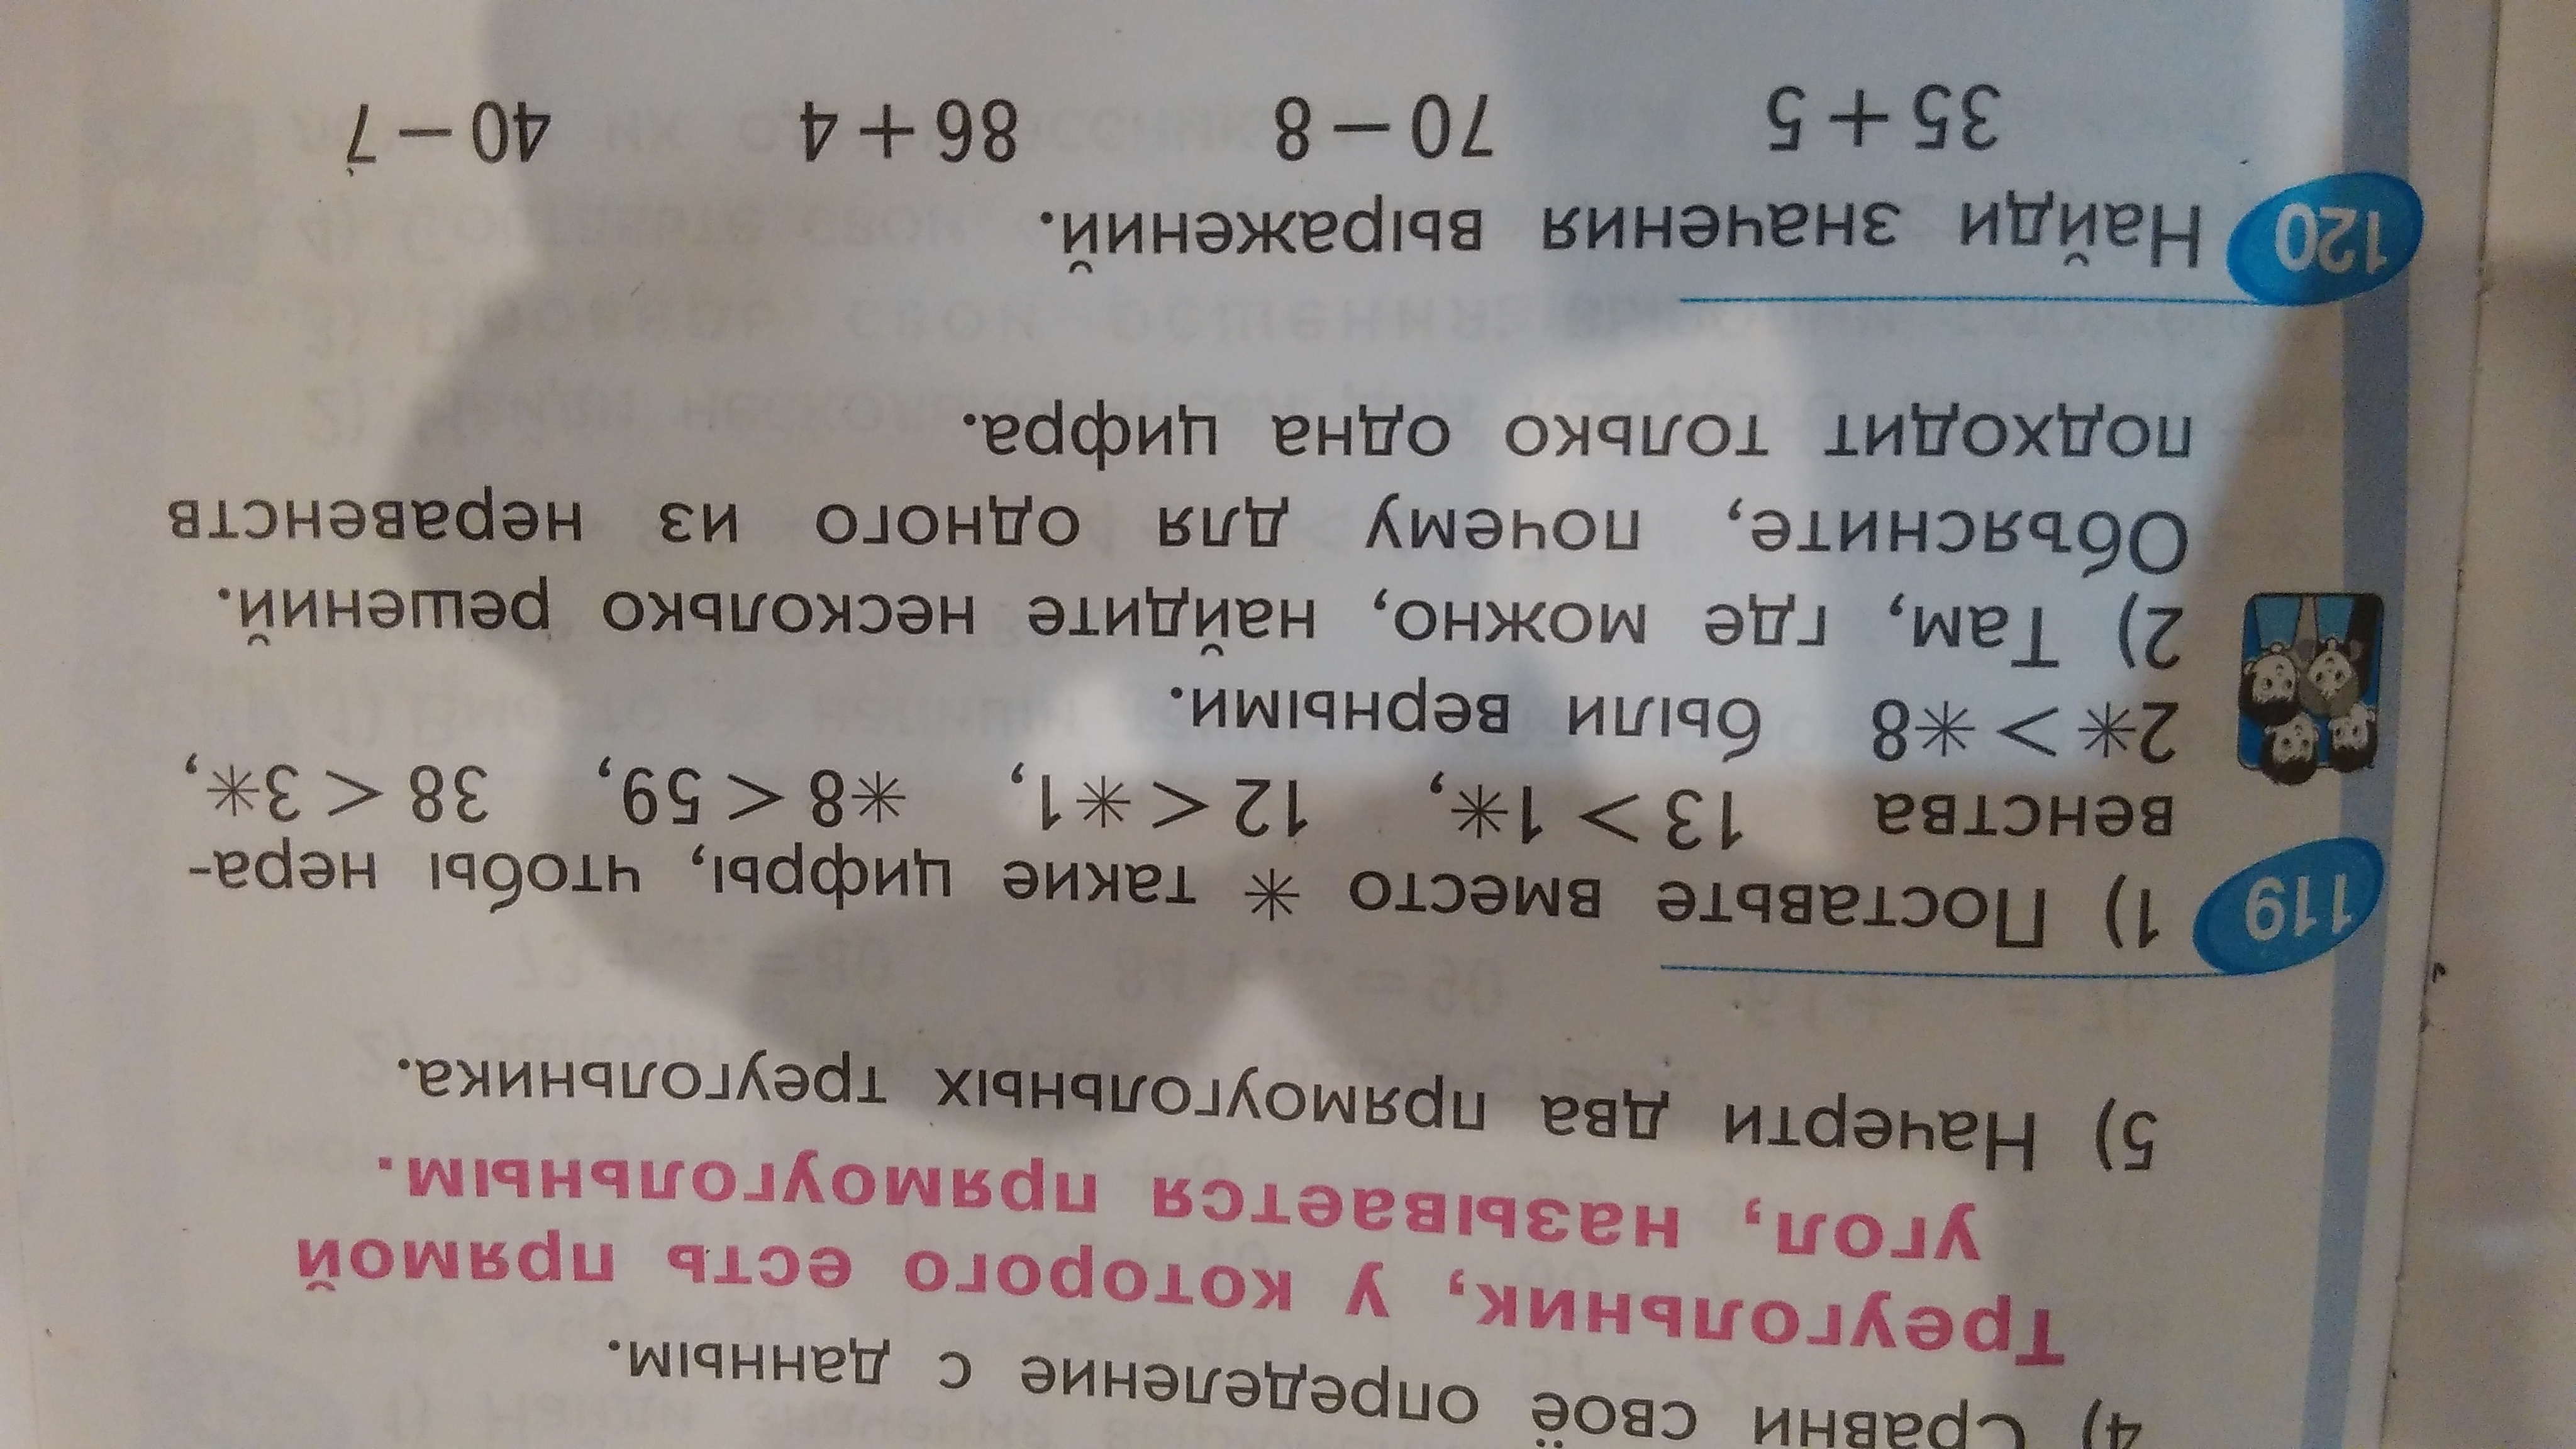 4) Сравни своё определение с данным.
Треугольник, у которого есть прямой
угол, называется прямоугольным.
5) Начерти два прямоугольных треугольника.
119 1) Поставьте вместо * такие цифры, чтобы нера-
венства 13 > 1*, 12 < *1, *8 < 59, 38 < 3*,
2* > *8 были верными.
2) Там, где можно, найдите несколько решений.
Объясните, почему для одного из неравенств
подходит только одна цифра.
120 Найди значения выражений.
35 + 5 70 − 8 86 + 4 40 − 7